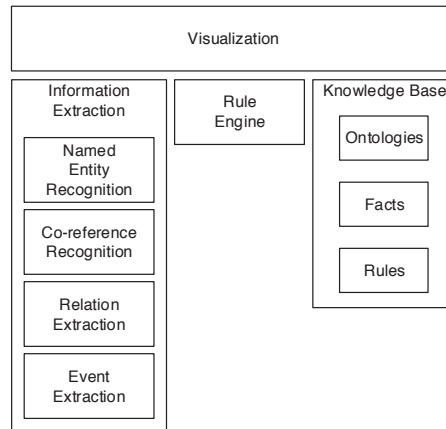 Visualization
Information
Extraction
Named
Entity
Recognition
Co-reference
Recognition
Relation
Extraction
Event
Extraction
Rule
Engine
Knowledge Base
Ontologies
Facts
Rules